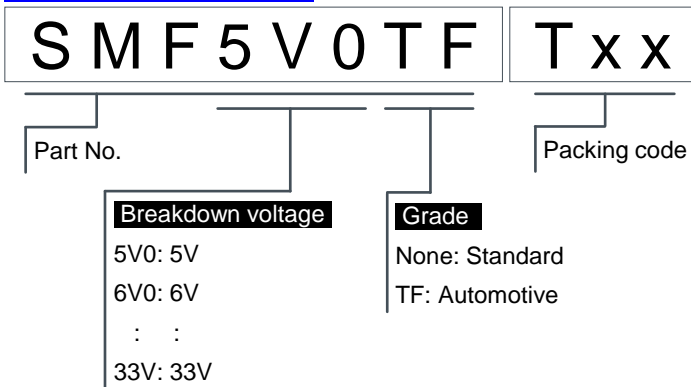 SMF5V0TF Txx
Part No.
Packing code
Breakdown voltage
5V0: 5V
6V0: 6V
: :
33V: 33V
Grade
None: Standard
TF: Automotive